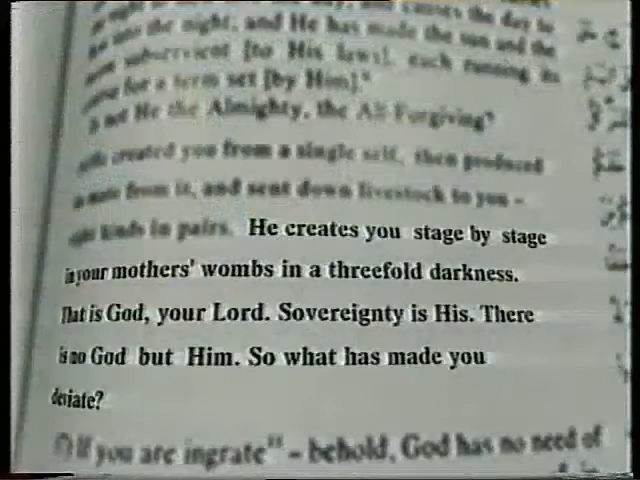 the night, and He has made the sun and the
subservient [to His laws], each running its
for a term set [by Him].
not He the Almighty, the All-Forgiving?
created you from a single self, then produced
mate from it, and sent down livestock to you –
kinds in pairs. He creates you stage by stage
in your mothers' wombs in a threefold darkness.
That is God, your Lord. Sovereignty is His. There
is no God but Him. So what has made you
deviate?
7) If you are ingrate – behold, God has no need of